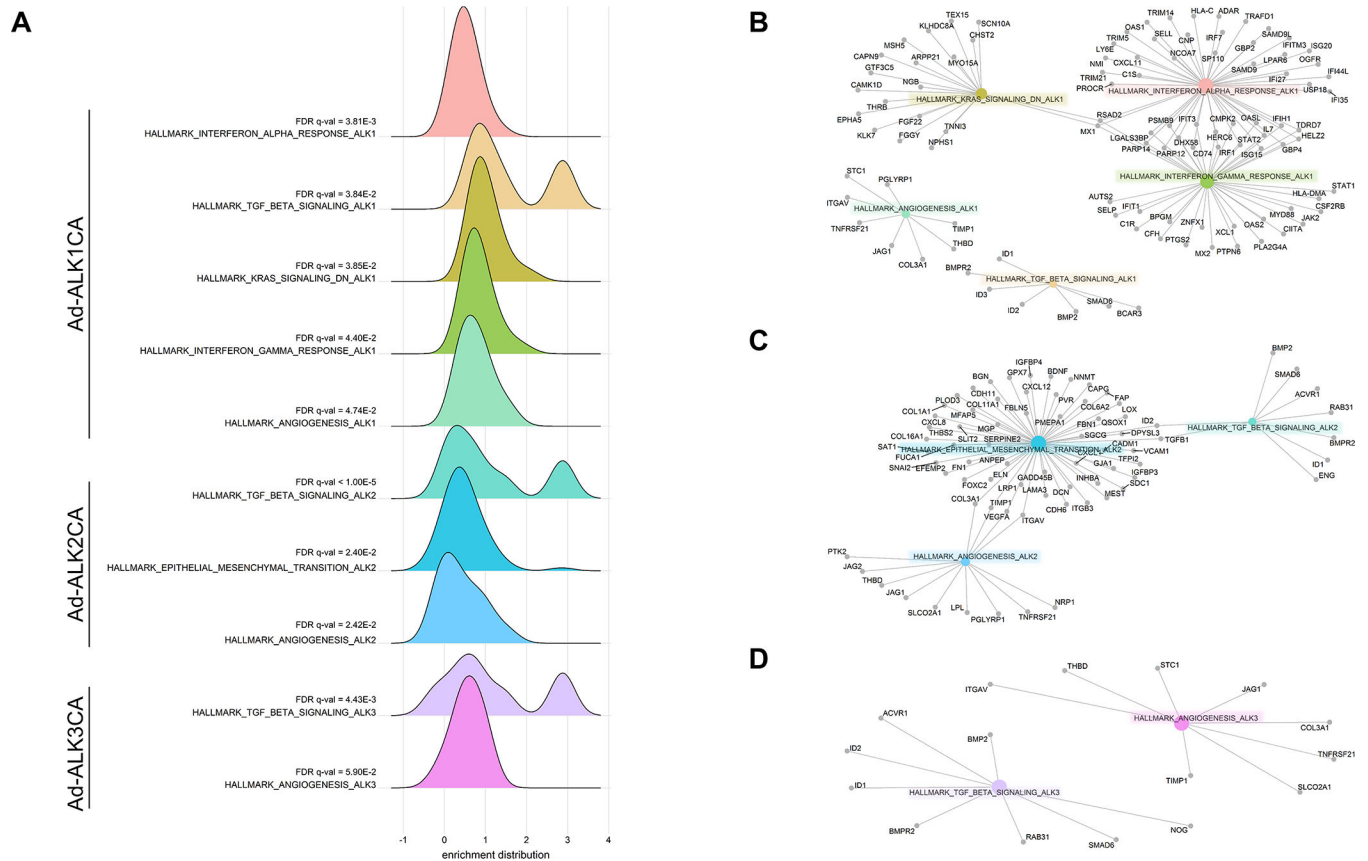 A
Ad-ALK1CA
FDR q-val = 3.81E-3
HALLMARK_INTERFERON_ALPHA_RESPONSE_ALK1
FDR q-val = 3.84E-2
HALLMARK_TGF_BETA_SIGNALING_ALK1
FDR q-val = 3.85E-2
HALLMARK_KRAS_SIGNALING_DN_ALK1
FDR q-val = 4.40E-2
HALLMARK_INTERFERON_GAMMA_RESPONSE_ALK1
FDR q-val = 4.74E-2
HALLMARK_ANGIOGENESIS_ALK1
Ad-ALK2CA
FDR q-val < 1.00E-5
HALLMARK_TGF_BETA_SIGNALING_ALK2
FDR q-val = 2.40E-2
HALLMARK_EPITHELIAL_MESENCHYMAL_TRANSITION_ALK2
FDR q-val = 2.42E-2
HALLMARK_ANGIOGENESIS_ALK2
Ad-ALK3CA
FDR q-val = 4.43E-3
HALLMARK_TGF_BETA_SIGNALING_ALK3
FDR q-val = 5.90E-2
HALLMARK_ANGIOGENESIS_ALK3
-1 0 1 2 3 4
enrichment distribution
B
TEX15
KLHDC8A
SCN10A
CHST2
MSH5
CAPN9
ARPP21
MYO15A
GTF3C5
NGB
CAMK1D
HALLMARK_KRAS_SIGNALING_DN_ALK1
THRB
EPHA5
FGF22
TNNI3
KLK7
FGGY
NPHS1
HLA-C
ADAR
TRIM14
TRAFD1
OAS1
SELL
CNP
IRF7
SAMD9L
TRIM5
GBP2
IFITM3
ISG20
LY6E
NCOA7
SP110
LPAR6
OGFR
NMI
CXCL11
SAMD9
C1S
IFI27
IFI44L
TRIM21
PROCR
HALLMARK_INTERFERON_ALPHA_RESPONSE_ALK1
USP18
IFI35
RSAD2
MX1
PSMB9
IFIT3
CMPK2
OASL
IFIH1
TDRD7
IL7
HELZ2
LGALS3BP
DHX58
HERC6
STAT2
GBP4
PARP14
PARP12
CD74
IRF1
ISG15
HALLMARK_INTERFERON_GAMMA_RESPONSE_ALK1
STAT1
HLA-DMA
AUTS2
CSF2RB
SELP
IFIT1
MYD88
JAK2
C1R
BPGM
ZNFX1
XCL1
OAS2
CIITA
CFH
PTGS2
MX2
PTPN6
PLA2G4A
STC1
PGLYRP1
ITGAV
HALLMARK_ANGIOGENESIS_ALK1
TNFRSF21
TIMP1
JAG1
THBD
COL3A1
ID1
BMPR2
HALLMARK_TGF_BETA_SIGNALING_ALK1
ID3
ID2
SMAD6
BMP2
BCAR3
C
IGFBP4
BGN
GPX7
BDNF
NNMT
CDH11
CXCL12
CAPG
PLOD3
FAP
COL11A1
FBLN5
PVR
COL6A2
LOX
COL1A1
MFAP5
CXCL8
PMEPA1
FBN1
QSOX1
ID2
THBS2
MGP
COL16A1
SLIT2
SERPINE2
SGCG
DPYSL3
TGFB1
SAT1
HALLMARK_EPITHELIAL_MESENCHYMAL_TRANSITION_ALK2
CADM1
VCAM1
FUCA1
ANPEP
TFPI2
SNAI2
EFEMP2
FN1
GJA1
IGFBP3
ELN
GADD45B
INHBA
SDC1
FOXC2
LRP1
LAMA3
DCN
MEST
COL3A1
TIMP1
CDH6
ITGB3
VEGFA
ITGAV
BMP2
SMAD6
ACVR1
RAB31
HALLMARK_TGF_BETA_SIGNALING_ALK2
BMPR2
ID1
ENG
PTK2
HALLMARK_ANGIOGENESIS_ALK2
JAG2
THBD
JAG1
NRP1
SLCO2A1
LPL
PGLYRP1
TNFRSF21
D
THBD
STC1
ITGAV
JAG1
HALLMARK_ANGIOGENESIS_ALK3
COL3A1
TNFRSF21
TIMP1
SLCO2A1
ACVR1
BMP2
ID2
ID1
HALLMARK_TGF_BETA_SIGNALING_ALK3
BMPR2
RAB31
SMAD6
NOG